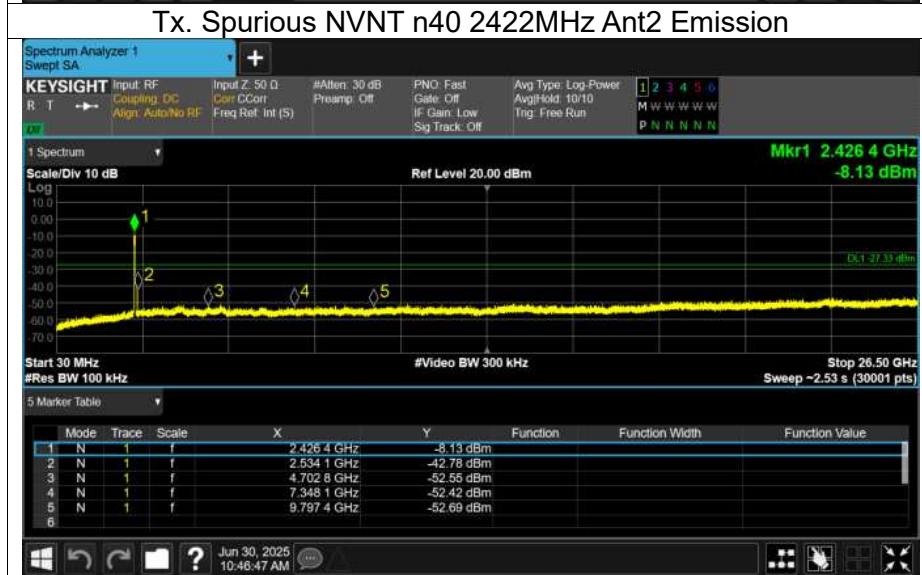 Tx. Spurious NVNT n40 2422MHz Ant2 Emission
Spectrum Analyzer 1
Swept SA
+
KEYSIGHT Input: RF Input Z: 50 Ω #Atten: 30 dB PNO: Fast Avg Type: Log-Power 1 2 3 4 5 6
R T Coupling: DC Corr CCorr Preamp: Off Gate: Off Avg|Hold: 10/10 M W W W W W
Align: Auto/No RF Freq Ref: Int (S) IF Gain: Low Trig: Free Run
Sig Track: Off P N N N N N
1 Spectrum Mkr1 2.426 4 GHz
Scale/Div 10 dB Ref Level 20.00 dBm -8.13 dBm
Log
10.0
0.00 1
-10.0
-20.0 DL1 -27.33 dBm
-30.0 2
-40.0 3 4 5
-50.0
-60.0
-70.0
Start 30 MHz #Video BW 300 kHz Stop 26.50 GHz
#Res BW 100 kHz Sweep ~2.53 s (30001 pts)
5 Marker Table
Mode Trace Scale X Y Function Function Width Function Value
1 N 1 f 2.426 4 GHz -8.13 dBm
2 N 1 f 2.534 1 GHz -42.78 dBm
3 N 1 f 4.702 8 GHz -52.55 dBm
4 N 1 f 7.348 1 GHz -52.42 dBm
5 N 1 f 9.797 4 GHz -52.69 dBm
6
? Jun 30, 2025
10:46:47 AM